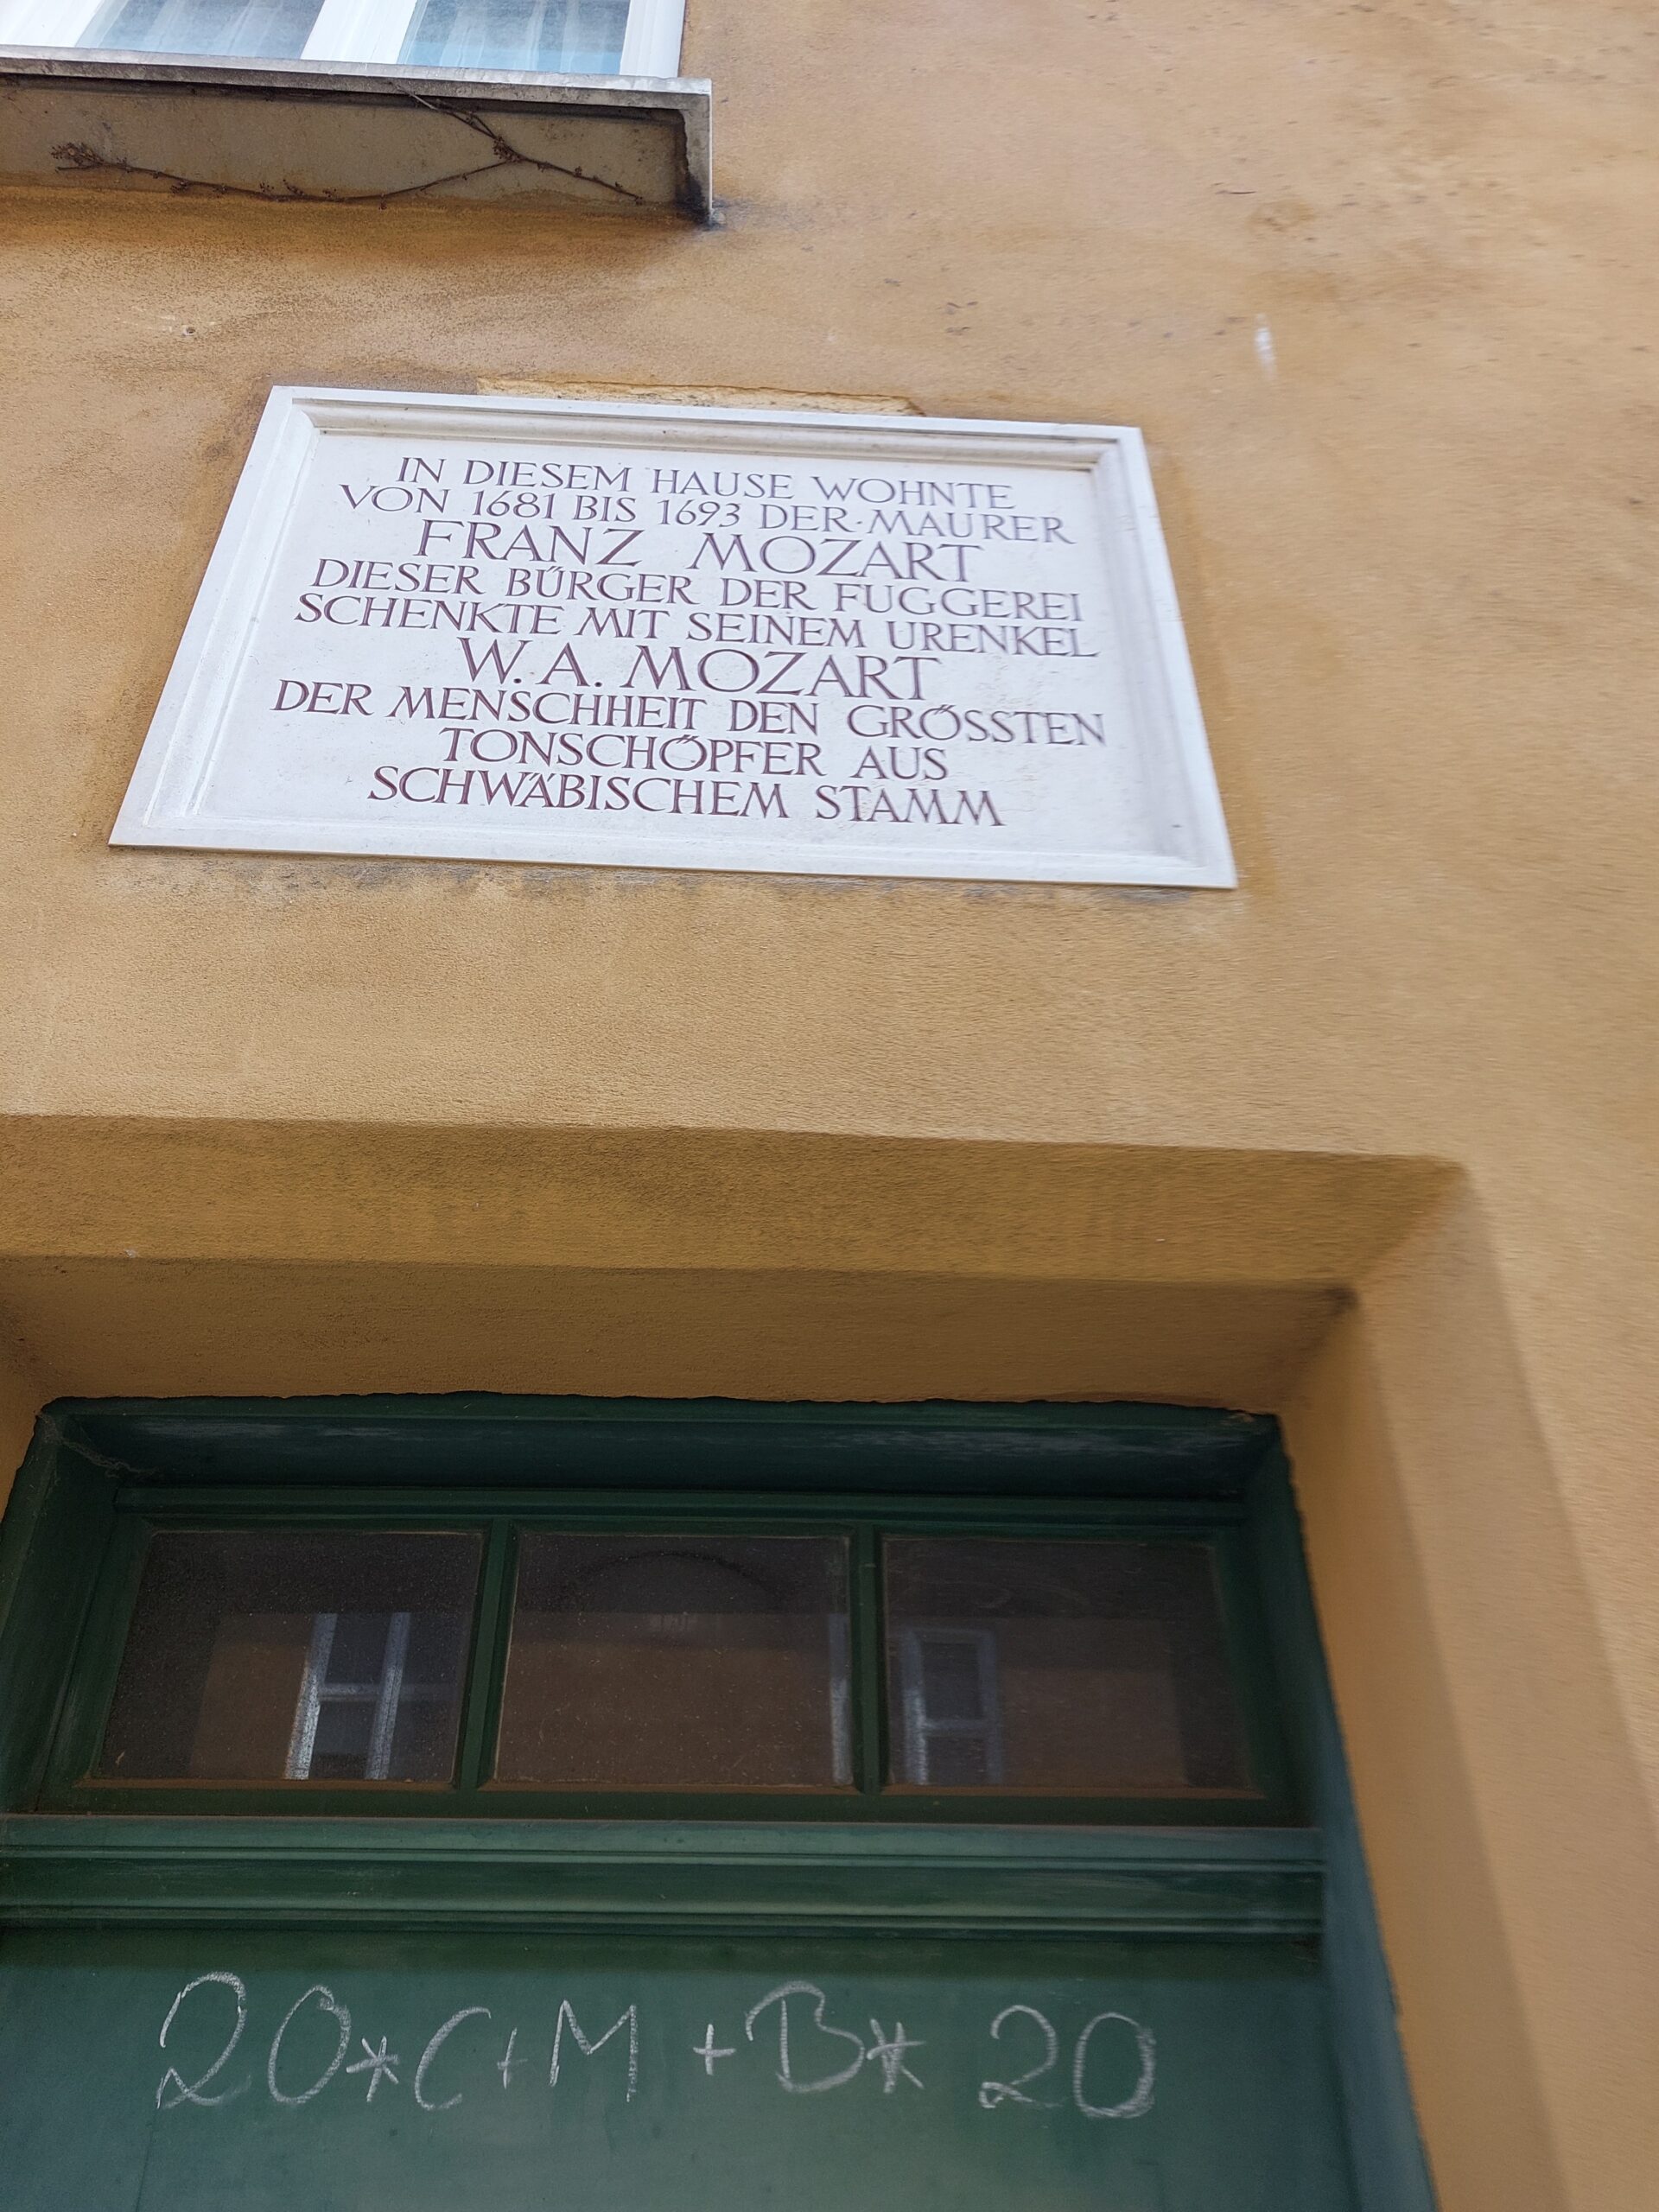 IN DIESEM HAUSE WOHNTE
VON 1681 BIS 1693 DER·MAURER
FRANZ MOZART
DIESER BÜRGER DER FUGGEREI
SCHENKTE MIT SEINEM URENKEL
W. A. MOZART
DER MENSCHHEIT DEN GRÖSSTEN
TONSCHÖPFER AUS
SCHWÄBISCHEM STAMM
20*C+M+B*20